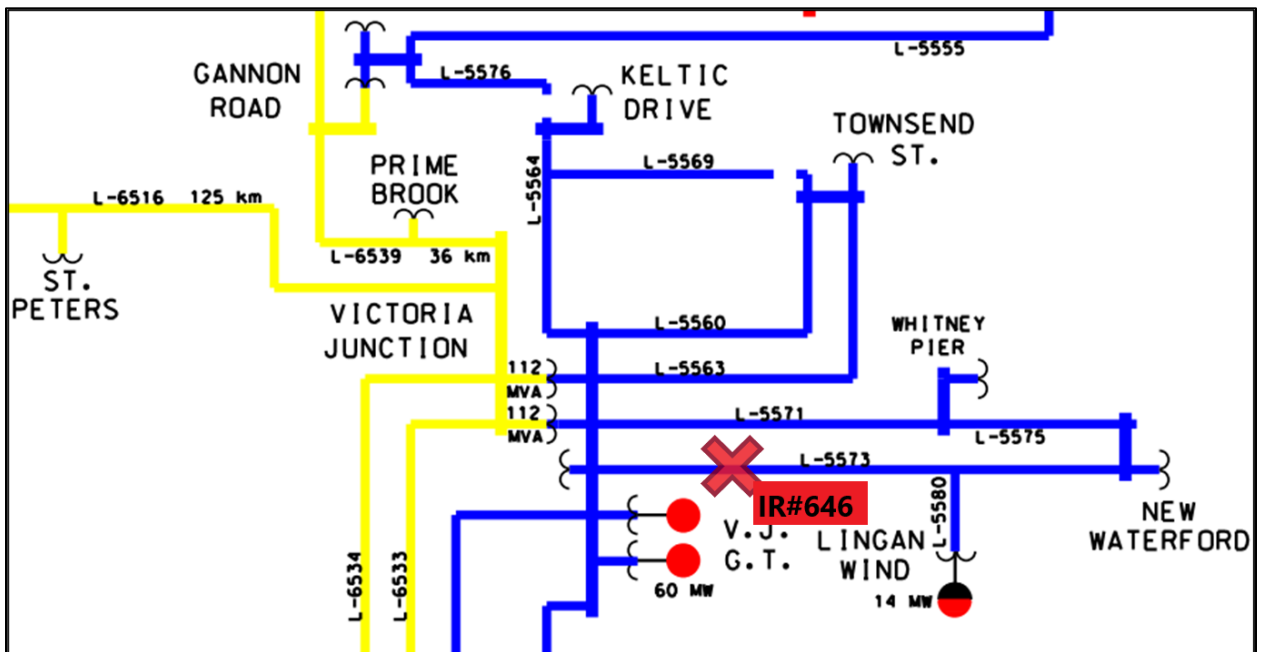 L-5555
GANNON
ROAD
L-5576
KELTIC
DRIVE
TOWNSEND
ST.
PRIME
BROOK
L-5564
L-5569
L-6516 125 km
L-6539 36 km
ST.
PETERS
VICTORIA
JUNCTION
L-5560
WHITNEY
PIER
112
MVA
L-5563
112
MVA
L-5571
L-5575
L-5573
IR#646
L-5580
NEW
WATERFORD
V.J.
G.T.
LINGAN
WIND
60 MW
14 MW
L-6534
L-6533